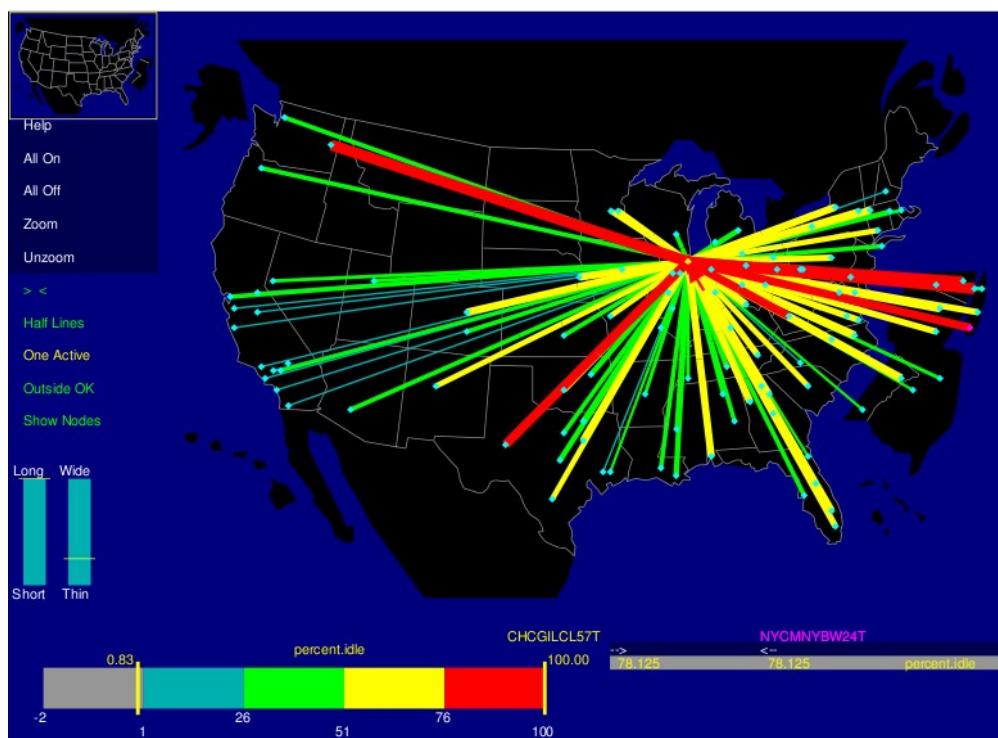 Help
All On
All Off
Zoom
Unzoom
> <
Half Lines
One Active
Outside OK
Show Nodes
Long Wide
Short Thin
CHCGILCL57T NYCMNYBW24T
percent.idle --> <--
0.83 100.00 78.125 78.125 percent.idle
-2 26 76
1 51 100